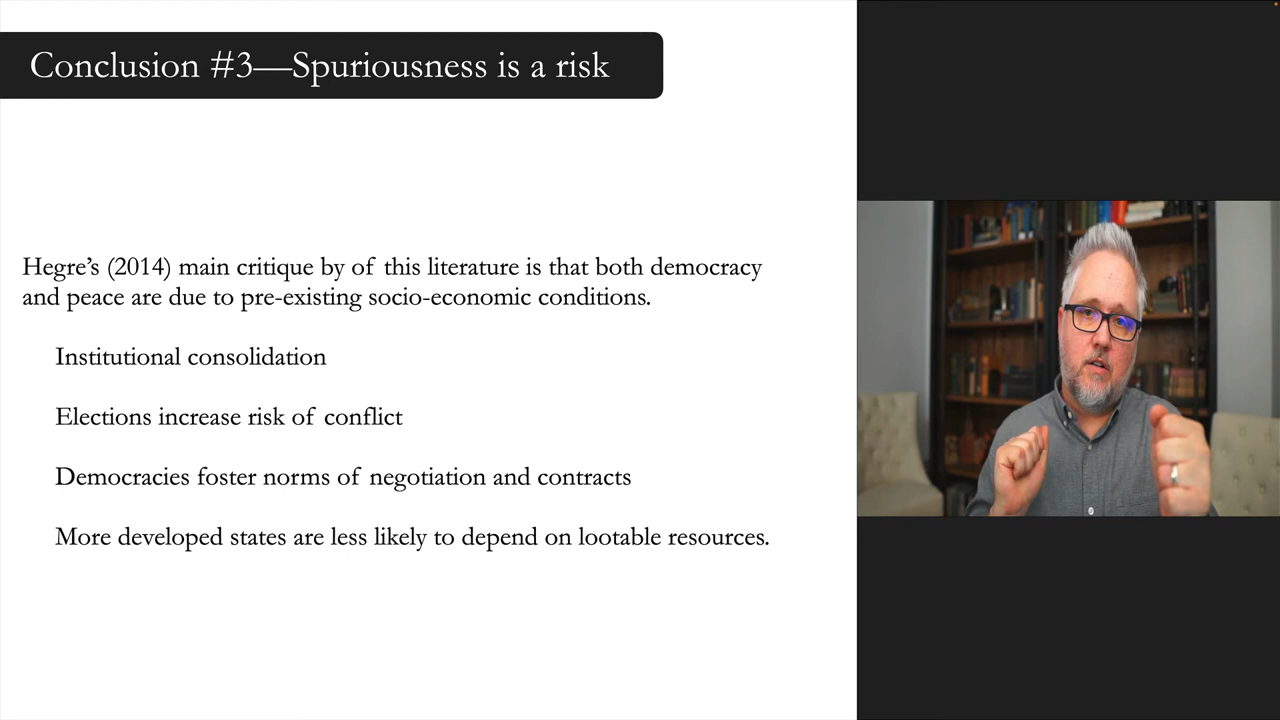 Conclusion #3—Spuriousness is a risk
Hegre’s (2014) main critique by of this literature is that both democracy
and peace are due to pre-existing socio-economic conditions.
Institutional consolidation
Elections increase risk of conflict
Democracies foster norms of negotiation and contracts
More developed states are less likely to depend on lootable resources.